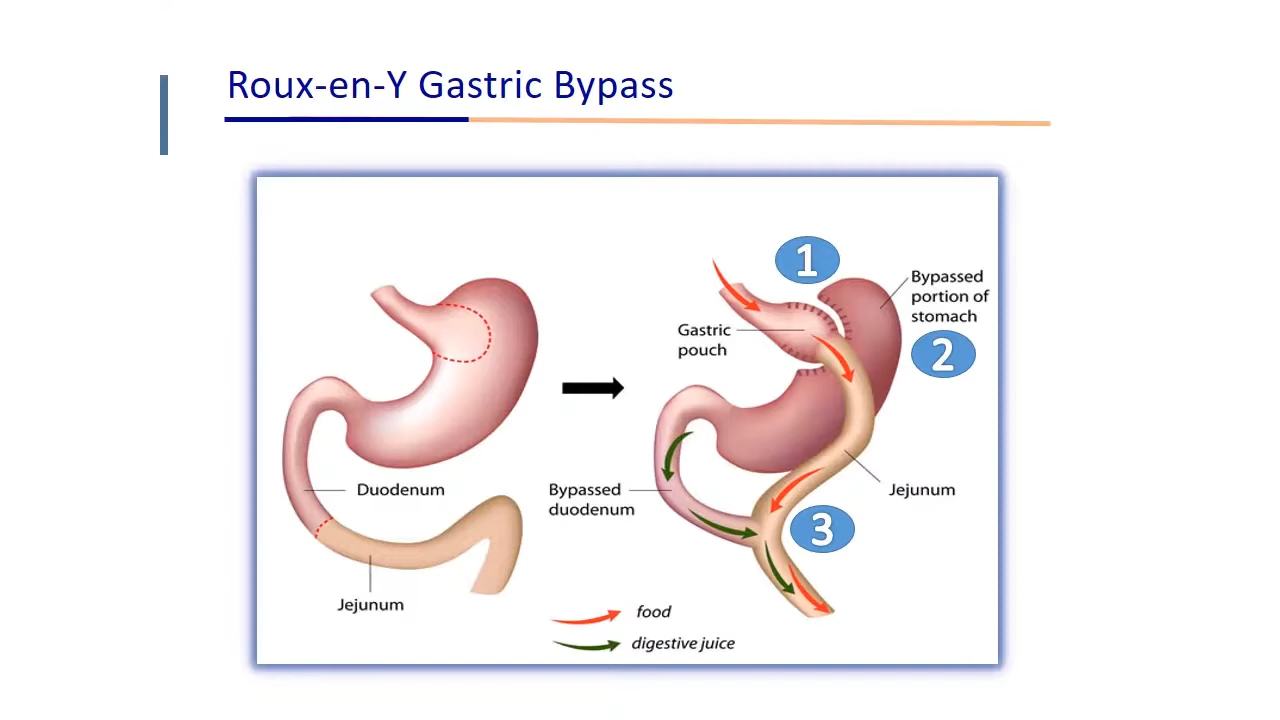 Roux-en-Y Gastric Bypass
1
Bypassed
portion of
stomach
2
Gastric
pouch
Duodenum
Bypassed
duodenum
Jejunum
3
Jejunum
food
digestive juice